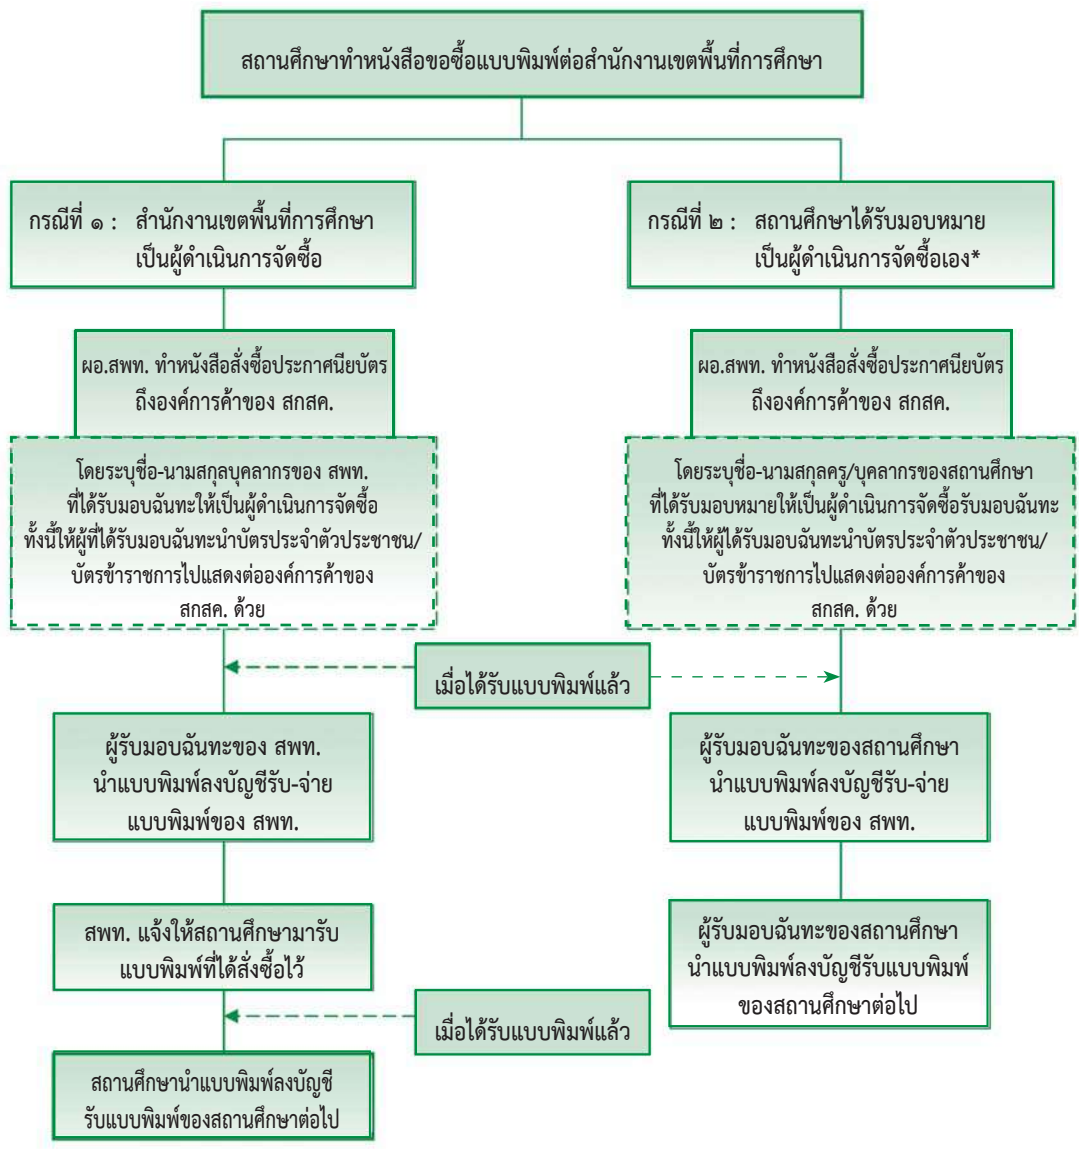 สถานศึกษาทำหนังสือขอซื้อแบบพิมพ์ต่อสำนักงานเขตพื้นที่การศึกษา
กรณีที่ ๑ : สำนักงานเขตพื้นที่การศึกษา
เป็นผู้ดำเนินการจัดซื้อ
กรณีที่ ๒ : สถานศึกษาได้รับมอบหมาย
เป็นผู้ดำเนินการจัดซื้อเอง*
ผอ.สพท. ทำหนังสือสั่งซื้อประกาศนียบัตร
ถึงองค์การค้าของ สกสค.
ผอ.สพท. ทำหนังสือสั่งซื้อประกาศนียบัตร
ถึงองค์การค้าของ สกสค.
โดยระบุชื่อ-นามสกุลบุคลากรของ สพท.
ที่ได้รับมอบฉันทะให้เป็นผู้ดำเนินการจัดซื้อ
ทั้งนี้ให้ผู้ที่ได้รับมอบฉันทะนำบัตรประจำตัวประชาชน/
บัตรข้าราชการไปแสดงต่อองค์การค้าของ
สกสค. ด้วย
โดยระบุชื่อ-นามสกุลครู/บุคลากรของสถานศึกษา
ที่ได้รับมอบหมายให้เป็นผู้ดำเนินการจัดซื้อรับมอบฉันทะ
ทั้งนี้ให้ผู้ได้รับมอบฉันทะนำบัตรประจำตัวประชาชน/
บัตรข้าราชการไปแสดงต่อองค์การค้าของ
สกสค. ด้วย
เมื่อได้รับแบบพิมพ์แล้ว
ผู้รับมอบฉันทะของ สพท.
นำแบบพิมพ์ลงบัญชีรับ-จ่าย
แบบพิมพ์ของ สพท.
ผู้รับมอบฉันทะของสถานศึกษา
นำแบบพิมพ์ลงบัญชีรับ-จ่าย
แบบพิมพ์ของ สพท.
สพท. แจ้งให้สถานศึกษามารับ
แบบพิมพ์ที่ได้สั่งซื้อไว้
ผู้รับมอบฉันทะของสถานศึกษา
นำแบบพิมพ์ลงบัญชีรับแบบพิมพ์
ของสถานศึกษาต่อไป
เมื่อได้รับแบบพิมพ์แล้ว
สถานศึกษานำแบบพิมพ์ลงบัญชี
รับแบบพิมพ์ของสถานศึกษาต่อไป